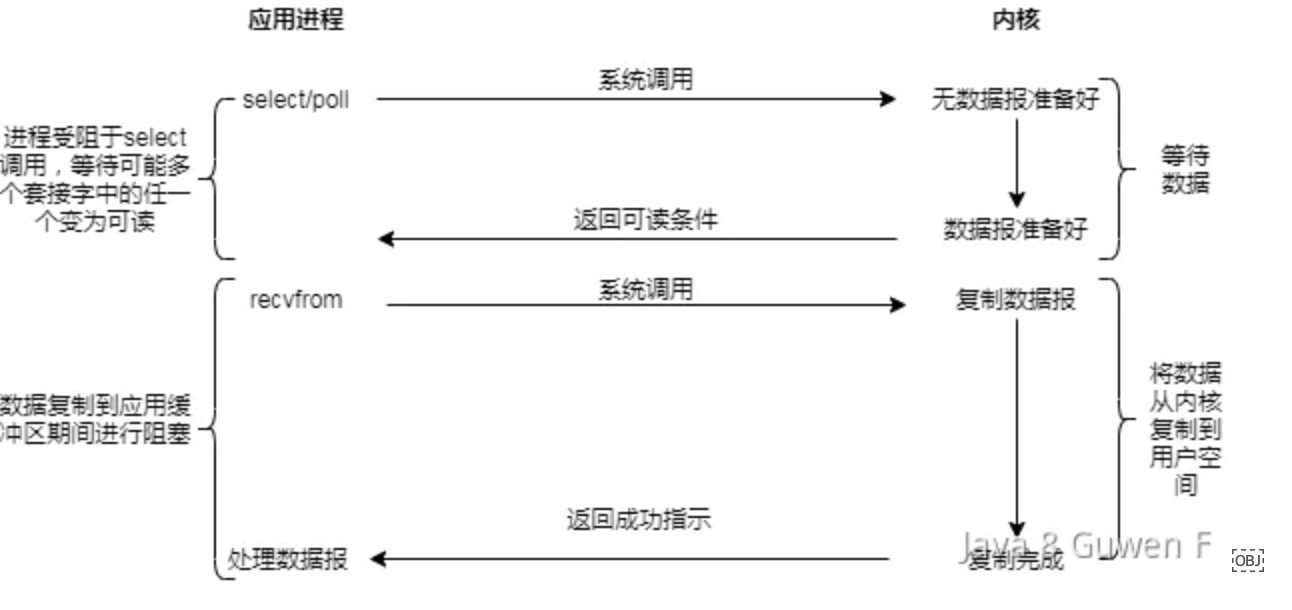 应用进程
内核
系统调用
select/poll
无数据报准备好
进程受阻于select
调用，等待可能多
个套接字中的任一
个变为可读
等待
数据
返回可读条件
数据报准备好
系统调用
recvfrom
复制数据报
数据复制到应用缓
冲区期间进行阻塞
将数据
从内核
复制到
用户空
间
返回成功指示
处理数据报
复制完成
Java & Guwen F
OBJ